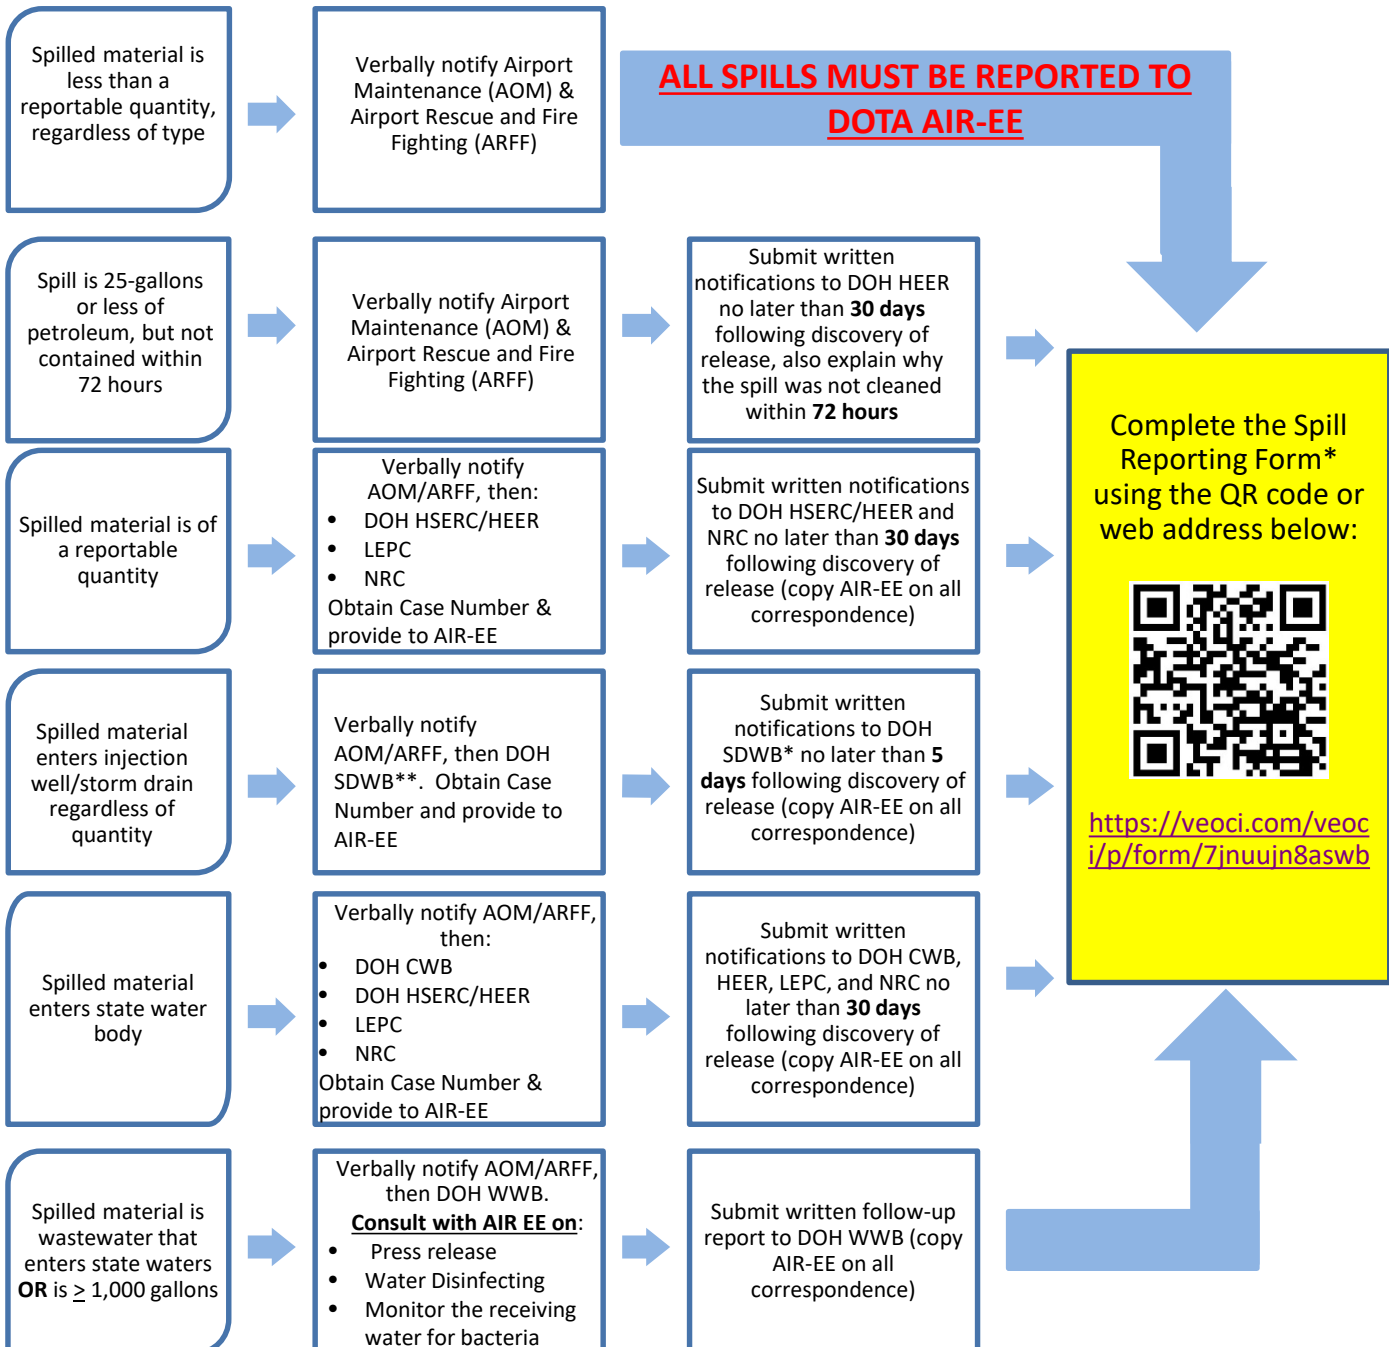 Spilled material is
less than a
reportable quantity,
regardless of type
Verbally notify Airport
Maintenance (AOM) &
Airport Rescue and Fire
Fighting (ARFF)
ALL SPILLS MUST BE REPORTED TO
DOTA AIR-EE
Spill is 25-gallons
or less of
petroleum, but not
contained within
72 hours
Verbally notify Airport
Maintenance (AOM) &
Airport Rescue and Fire
Fighting (ARFF)
Submit written
notifications to DOH HEER
no later than 30 days
following discovery of
release, also explain why
the spill was not cleaned
within 72 hours
Spilled material is of
a reportable
quantity
Verbally notify
AOM/ARFF, then:
• DOH HSERC/HEER
• LEPC
• NRC
Obtain Case Number &
provide to AIR-EE
Submit written notifications
to DOH HSERC/HEER and
NRC no later than 30 days
following discovery of
release (copy AIR-EE on all
correspondence)
Spilled material
enters injection
well/storm drain
regardless of
quantity
Verbally notify
AOM/ARFF, then DOH
SDWB**. Obtain Case
Number and provide to
AIR-EE
Submit written
notifications to DOH
SDWB* no later than 5
days following discovery of
release (copy AIR-EE on all
correspondence)
Spilled material
enters state water
body
Verbally notify AOM/ARFF,
then:
• DOH CWB
• DOH HSERC/HEER
• LEPC
• NRC
Obtain Case Number &
provide to AIR-EE
Submit written
notifications to DOH CWB,
HEER, LEPC, and NRC no
later than 30 days
following discovery of
release (copy AIR-EE on all
correspondence)
Spilled material is
wastewater that
enters state waters
OR is ≥ 1,000 gallons
Verbally notify AOM/ARFF,
then DOH WWB.
Consult with AIR EE on:
• Press release
• Water Disinfecting
• Monitor the receiving
water for bacteria
Submit written follow-up
report to DOH WWB (copy
AIR-EE on all
correspondence)
Complete the Spill
Reporting Form*
using the QR code or
web address below:
https://veoci.com/veoc
i/p/form/7jnuujn8aswb